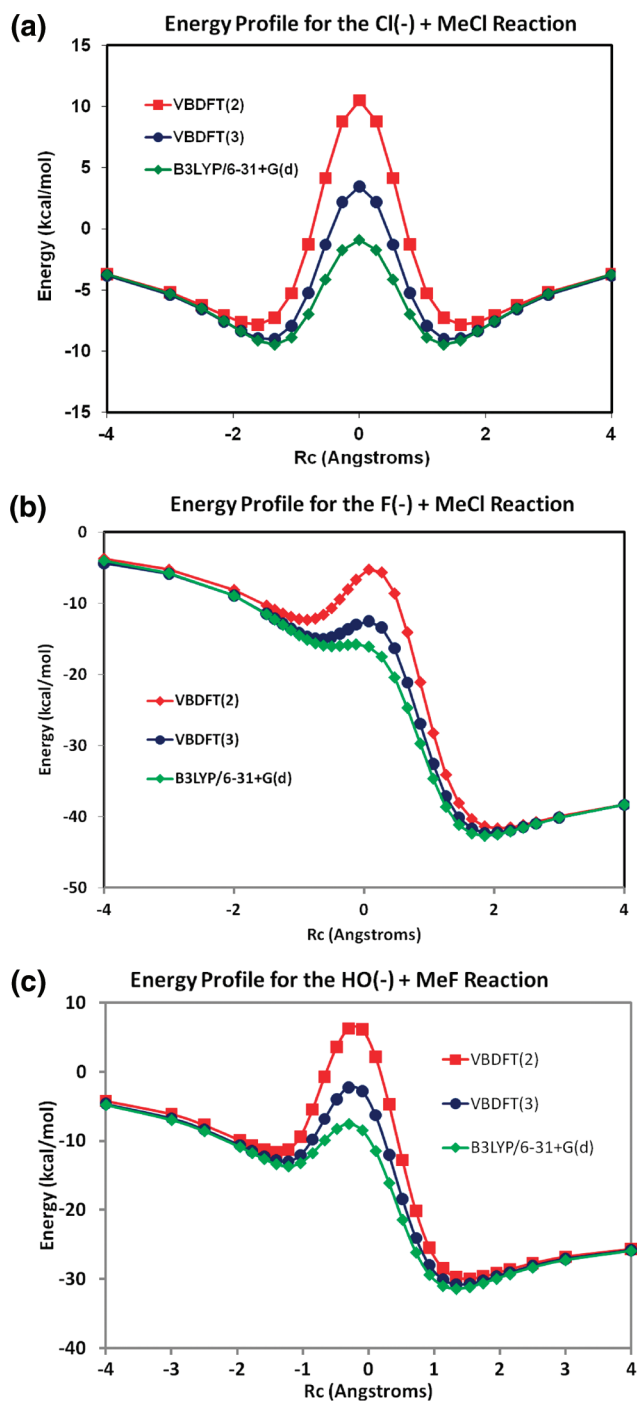 (a)
Energy Profile for the Cl(-) + MeCl Reaction
15
10
5
0
-5
-10
-15
Energy (kcal/mol)
VBDFT(2)
VBDFT(3)
B3LYP/6-31+G(d)
-4 -2 0 2 4
Rc (Angstroms)
(b)
Energy Profile for the F(-) + MeCl Reaction
0
-10
-20
-30
-40
-50
Energy (kcal/mol)
VBDFT(2)
VBDFT(3)
B3LYP/6-31+G(d)
-4 -2 0 2 4
Rc (Angstroms)
(c)
Energy Profile for the HO(-) + MeF Reaction
10
0
-10
-20
-30
-40
Energy (kcal/mol)
VBDFT(2)
VBDFT(3)
B3LYP/6-31+G(d)
-4 -3 -2 -1 0 1 2 3 4
Rc (Angstroms)